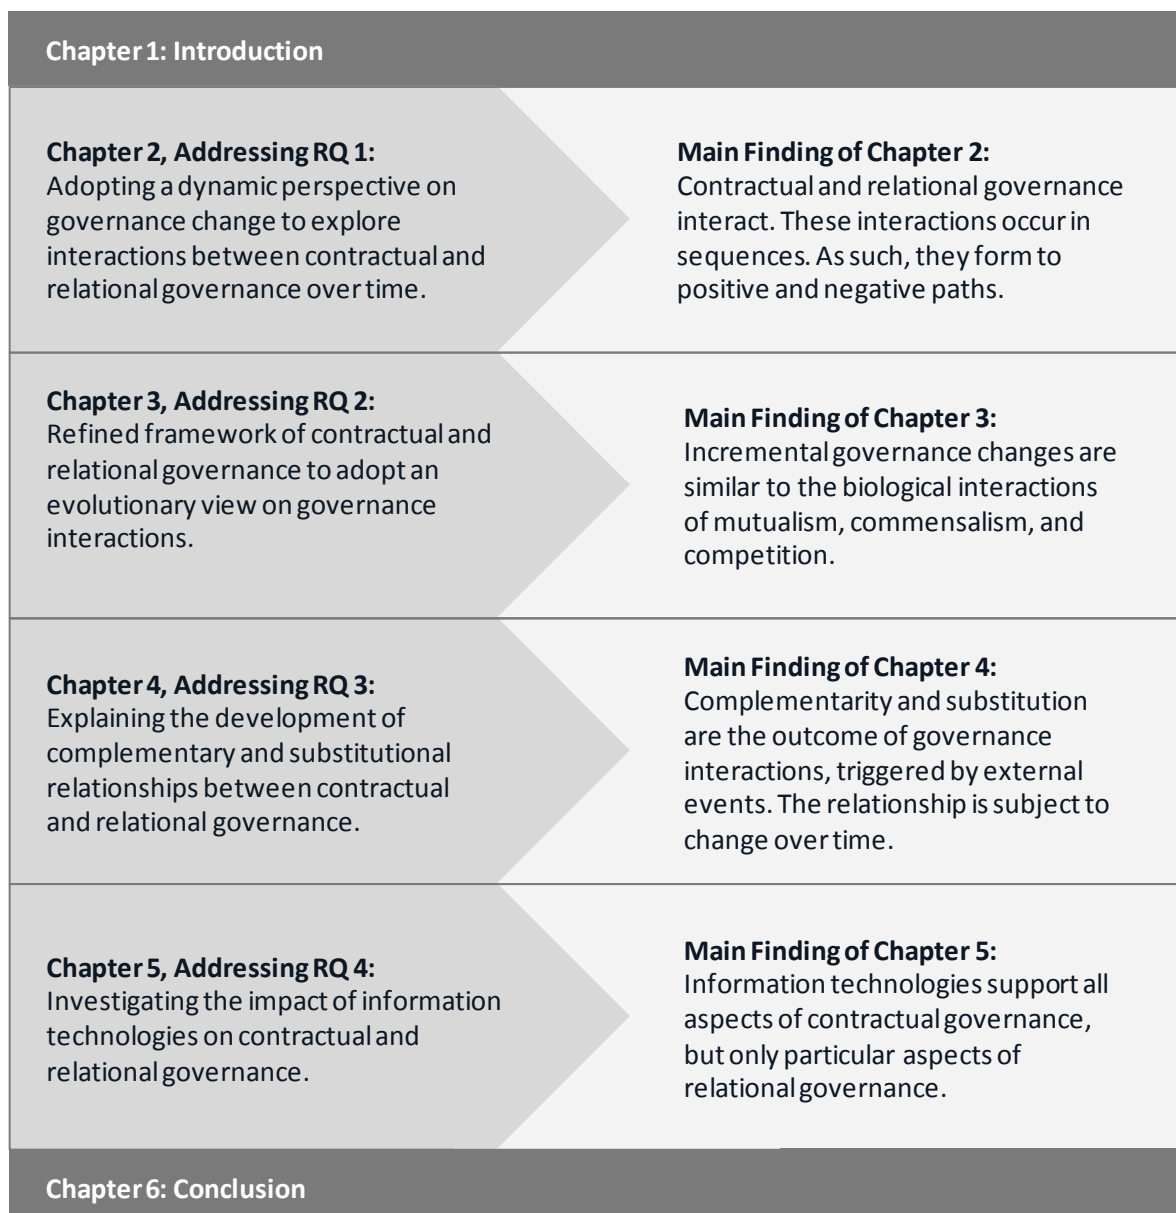 Chapter 1: Introduction
Chapter 2, Addressing RQ 1:
Adopting a dynamic perspective on
governance change to explore
interactions between contractual and
relational governance over time.
Main Finding of Chapter 2:
Contractual and relational governance
interact. These interactions occur in
sequences. As such, they form to
positive and negative paths.
Chapter 3, Addressing RQ 2:
Refined framework of contractual and
relational governance to adopt an
evolutionary view on governance
interactions.
Main Finding of Chapter 3:
Incremental governance changes are
similar to the biological interactions
of mutualism, commensalism, and
competition.
Chapter 4, Addressing RQ 3:
Explaining the development of
complementary and substitutional
relationships between contractual
and relational governance.
Main Finding of Chapter 4:
Complementarity and substitution
are the outcome of governance
interactions, triggered by external
events. The relationship is subject to
change over time.
Chapter 5, Addressing RQ 4:
Investigating the impact of information
technologies on contractual and
relational governance.
Main Finding of Chapter 5:
Information technologies support all
aspects of contractual governance,
but only particular aspects of
relational governance.
Chapter 6: Conclusion